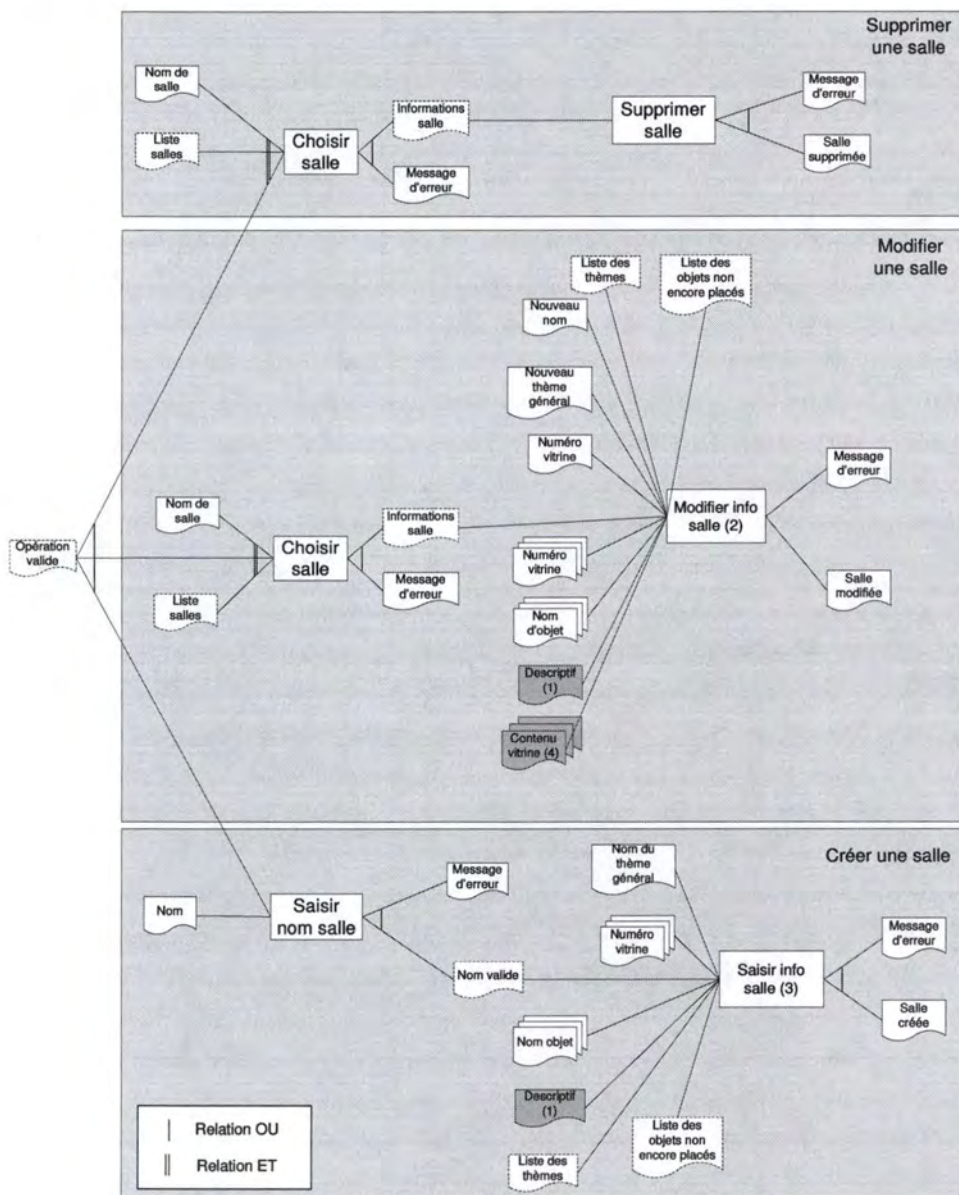 Supprimer
une salle
Nom de
salle
Liste
salles
Choisir
salle
Informations
salle
Message
d'erreur
Supprimer
salle
Message
d'erreur
Salle
supprimée
Modifier
une salle
Liste des
thèmes
Liste des
objets non
encore placés
Nouveau
nom
Nouveau
thème
général
Numéro
vitrine
Nom de
salle
Opération
valide
Liste
salles
Choisir
salle
Informations
salle
Message
d'erreur
Numéro
vitrine
Nom
d'objet
Descriptif
(1)
Contenu
vitrine (4)
Modifier info
salle (2)
Message
d'erreur
Salle
modifiée
Créer une salle
Nom
Saisir
nom salle
Message
d'erreur
Nom valide
Nom du
thème
général
Numéro
vitrine
Nom objet
Descriptif
(1)
Liste des
thèmes
Liste des
objets non
encore placés
Saisir info
salle (3)
Message
d'erreur
Salle
créée
Relation OU
Relation ET